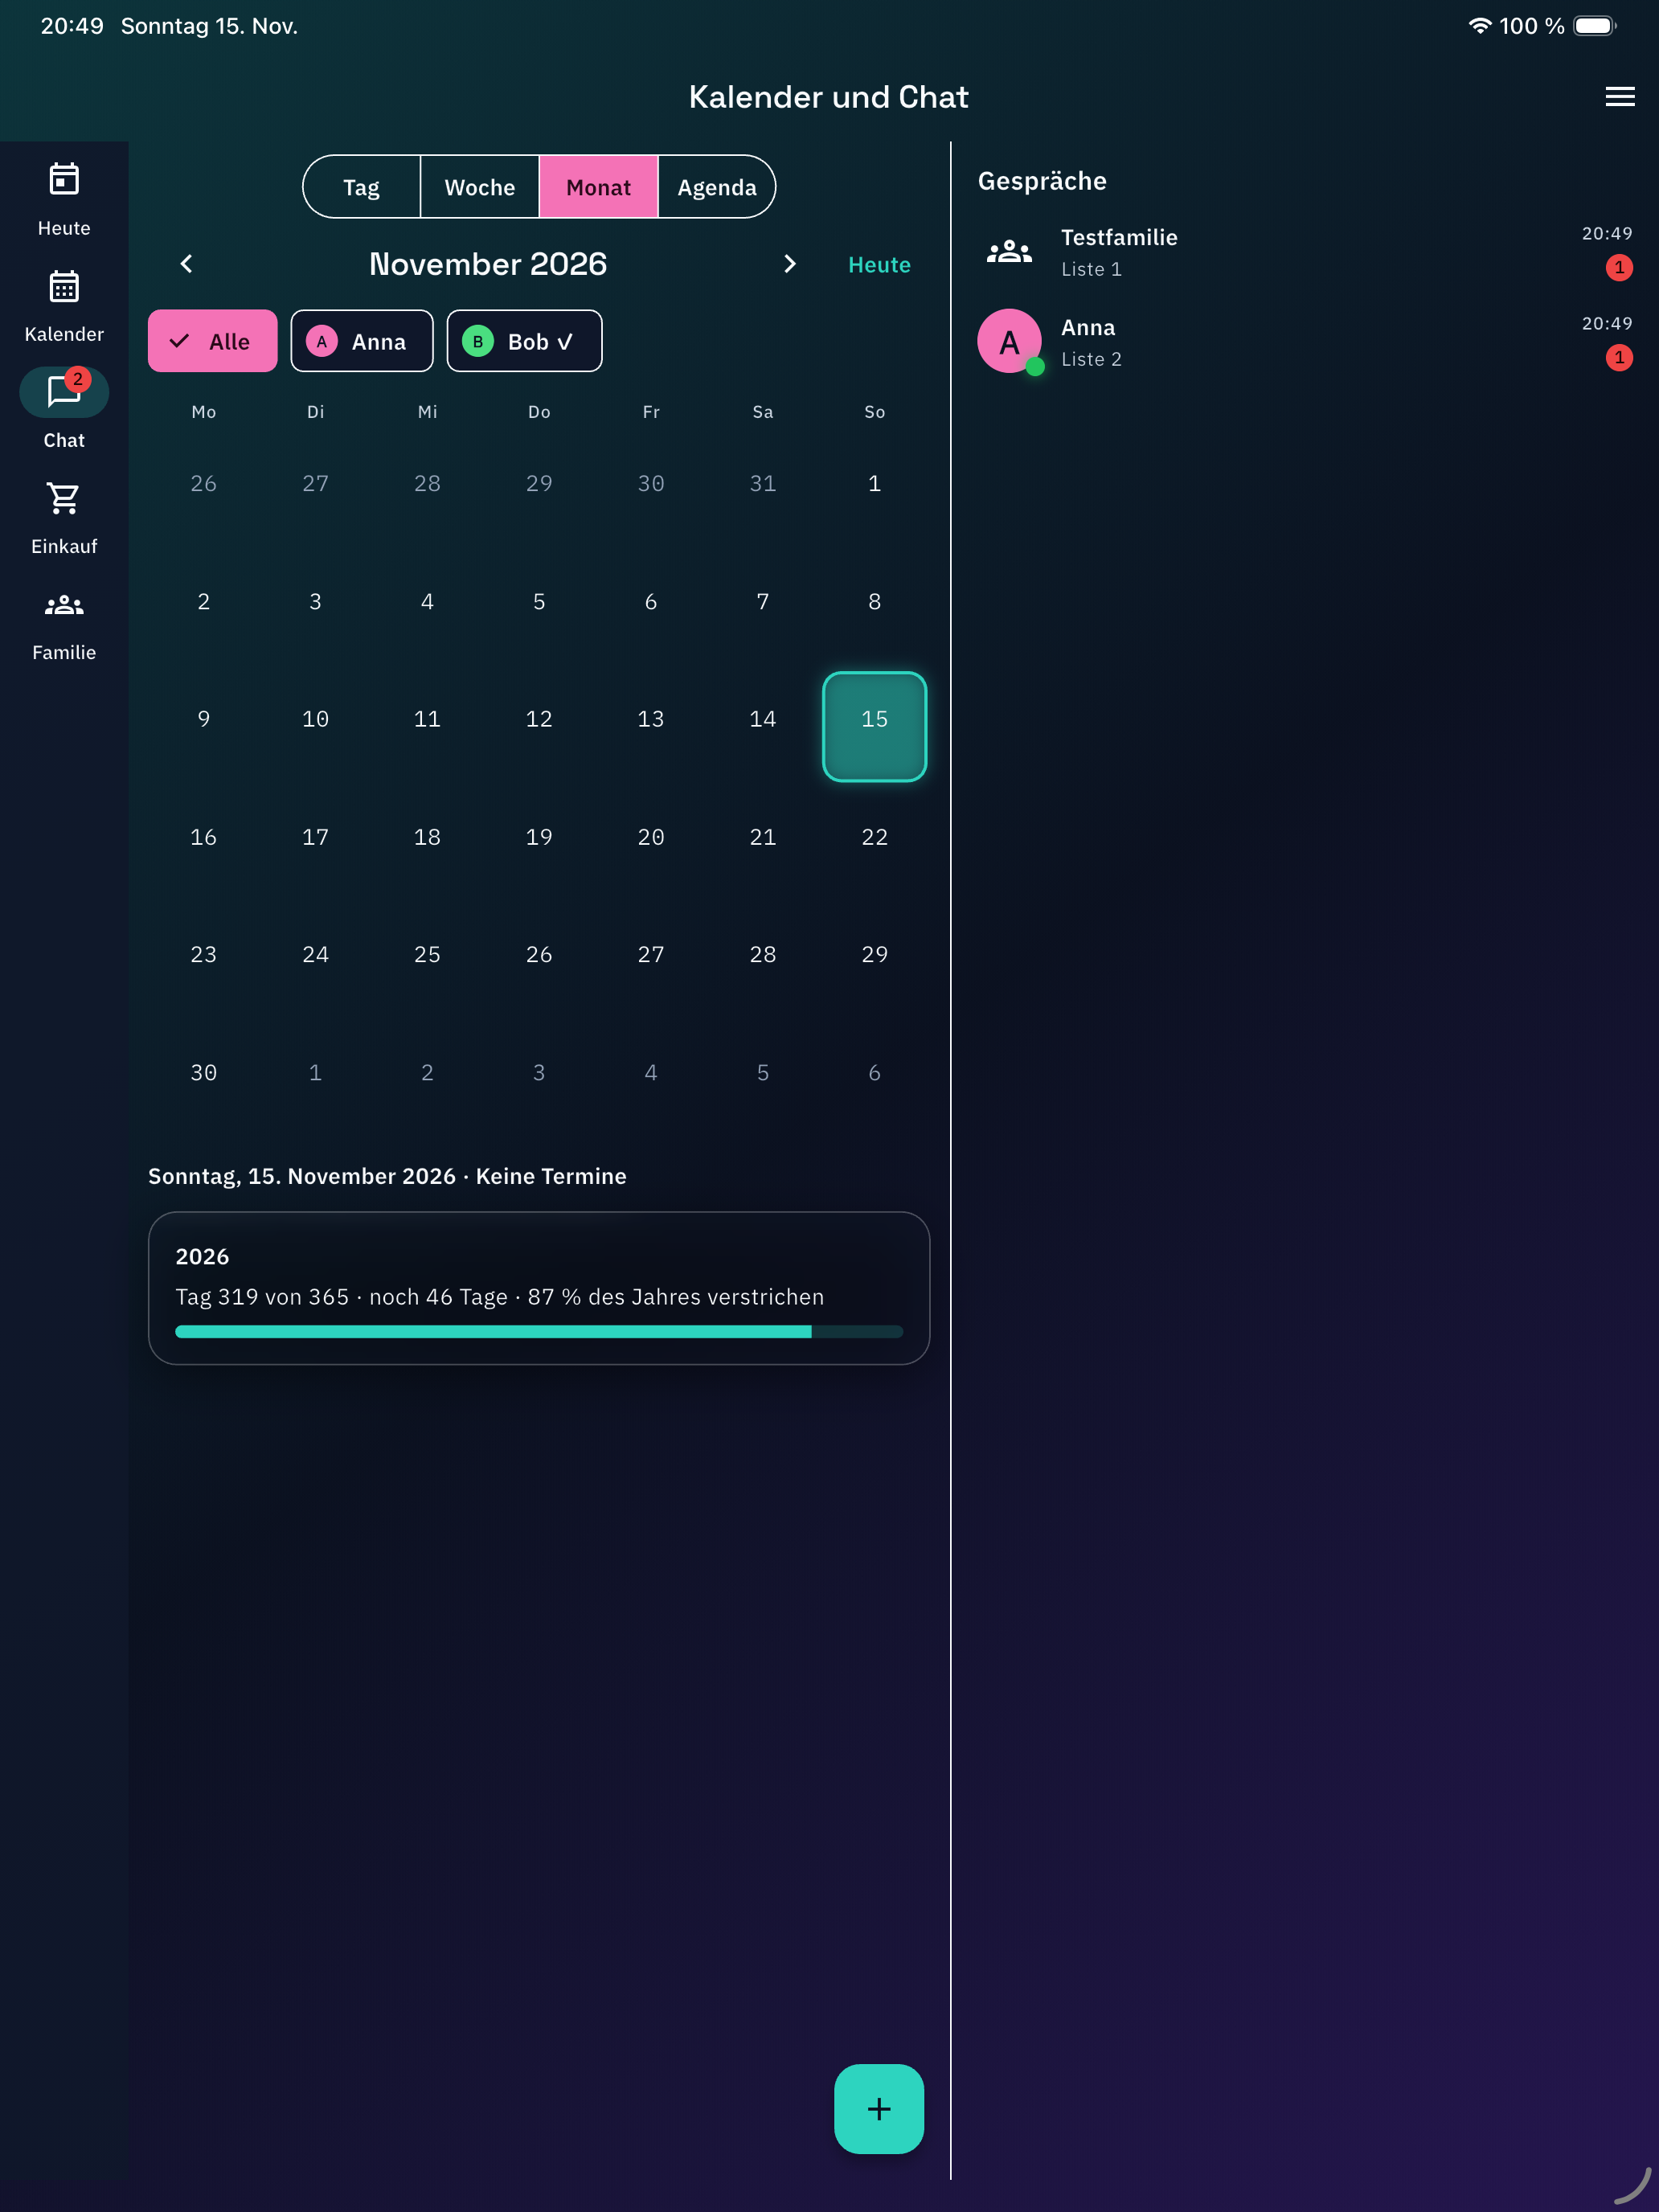 20:49 Sonntag 15. Nov.
100 %
Kalender und Chat
Heute
Kalender
2
Chat
Einkauf
Familie
Tag Woche Monat Agenda
November 2026 Heute
Alle A Anna B Bob ✓
Mo Di Mi Do Fr Sa So
26 27 28 29 30 31 1
2 3 4 5 6 7 8
9 10 11 12 13 14 15
16 17 18 19 20 21 22
23 24 25 26 27 28 29
30 1 2 3 4 5 6
Sonntag, 15. November 2026 · Keine Termine
2026
Tag 319 von 365 · noch 46 Tage · 87 % des Jahres verstrichen
+
Gespräche
Testfamilie 20:49
Liste 1 1
A Anna 20:49
Liste 2 1